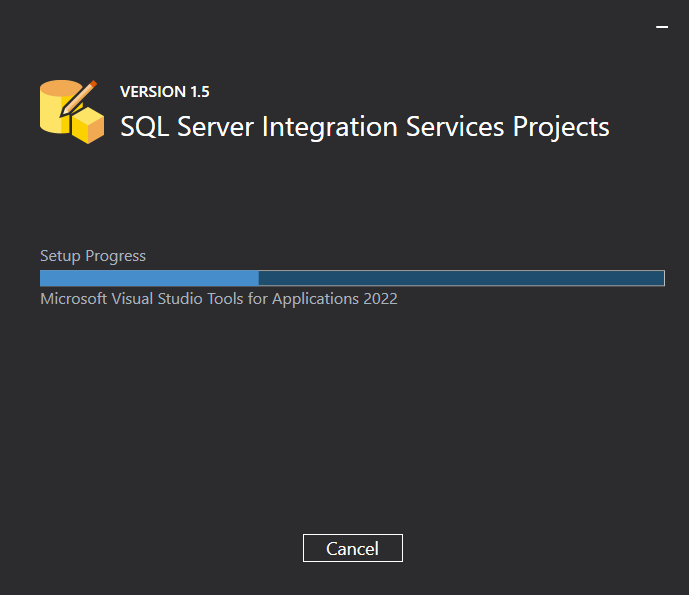 VERSION 1.5
SQL Server Integration Services Projects
Setup Progress
Microsoft Visual Studio Tools for Applications 2022
Cancel